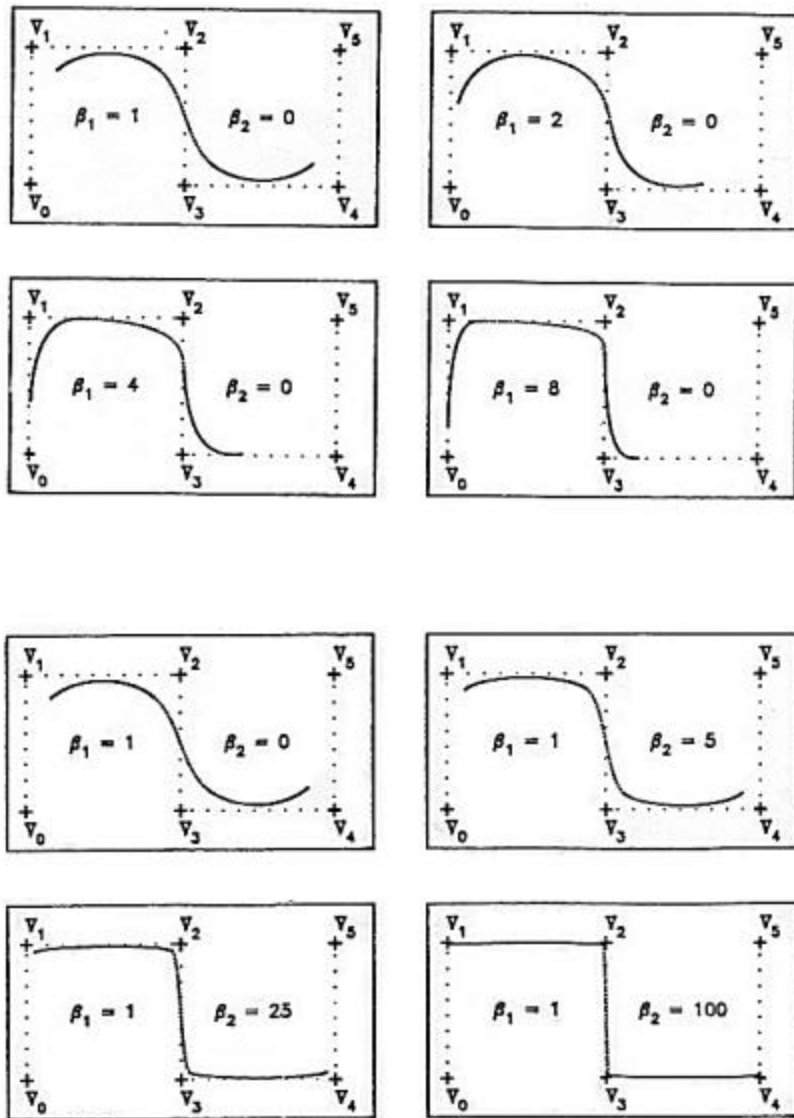 V₁ V₂ V₅
β₁ = 1 β₂ = 0
V₀ V₃ V₄
V₁ V₂ V₅
β₁ = 2 β₂ = 0
V₀ V₃ V₄
V₁ V₂ V₅
β₁ = 4 β₂ = 0
V₀ V₃ V₄
V₁ V₂ V₅
β₁ = 8 β₂ = 0
V₀ V₃ V₄
V₁ V₂ V₅
β₁ = 1 β₂ = 0
V₀ V₃ V₄
V₁ V₂ V₅
β₁ = 1 β₂ = 5
V₀ V₃ V₄
V₁ V₂ V₅
β₁ = 1 β₂ = 25
V₀ V₃ V₄
V₁ V₂ V₅
β₁ = 1 β₂ = 100
V₀ V₃ V₄